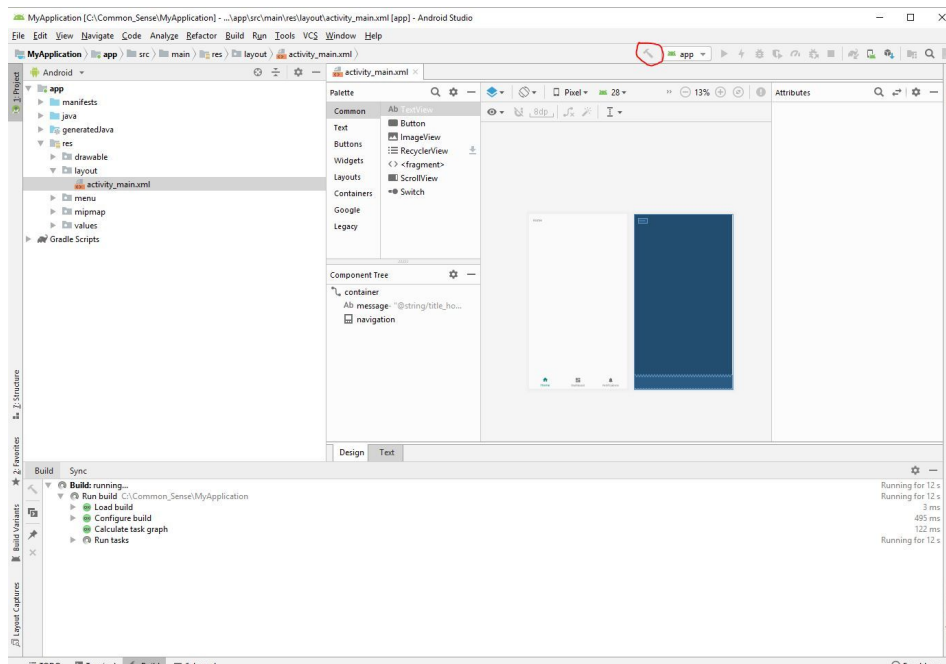 MyApplication [C:\Common_Sense\MyApplication] - ...\app\src\main\res\layout\activity_main.xml [app] - Android Studio
File Edit View Navigate Code Analyze Refactor Build Run Tools VCS Window Help
MyApplication app src main res layout activity_main.xml
app
1: Project
Android
activity_main.xml
app
manifests
java
generatedJava
res
drawable
layout
activity_main.xml
menu
mipmap
values
Gradle Scripts
Palette
Common
Text
Buttons
Widgets
Layouts
Containers
Google
Legacy
Ab TextView
Button
ImageView
RecyclerView
<> <fragment>
ScrollView
Switch
Pixel 28 13%
8dp
Attributes
Component Tree
container
Ab message- "@string/title_ho...
navigation
Design Text
7: Structure
2: Favorites
Build Variants
Layout Captures
Build Sync
Build: running... Running for 12 s
Run build C:\Common_Sense\MyApplication Running for 12 s
Load build 3 ms
Configure build 495 ms
Calculate task graph 122 ms
Run tasks Running for 12 s